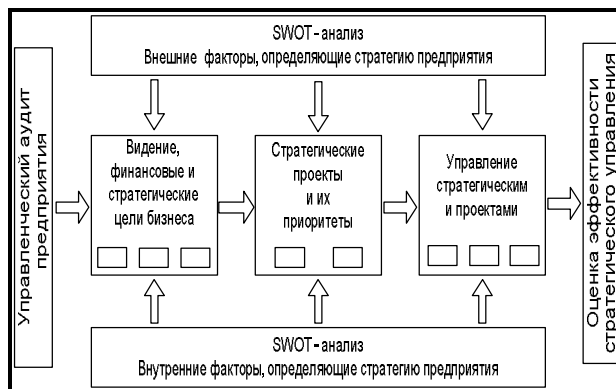 SWOT - анализ
Внешние факторы, определяющие стратегию предприятия
Управленческий аудит
предприятия
Видение,
финансовые и
стратегические
цели бизнеса
Стратегические
проекты
и их
приоритеты
Управление
стратегическим
и проектами
Оценка эффективности
стратегического управления
SWOT - анализ
Внутренние факторы, определяющие стратегию предприятия